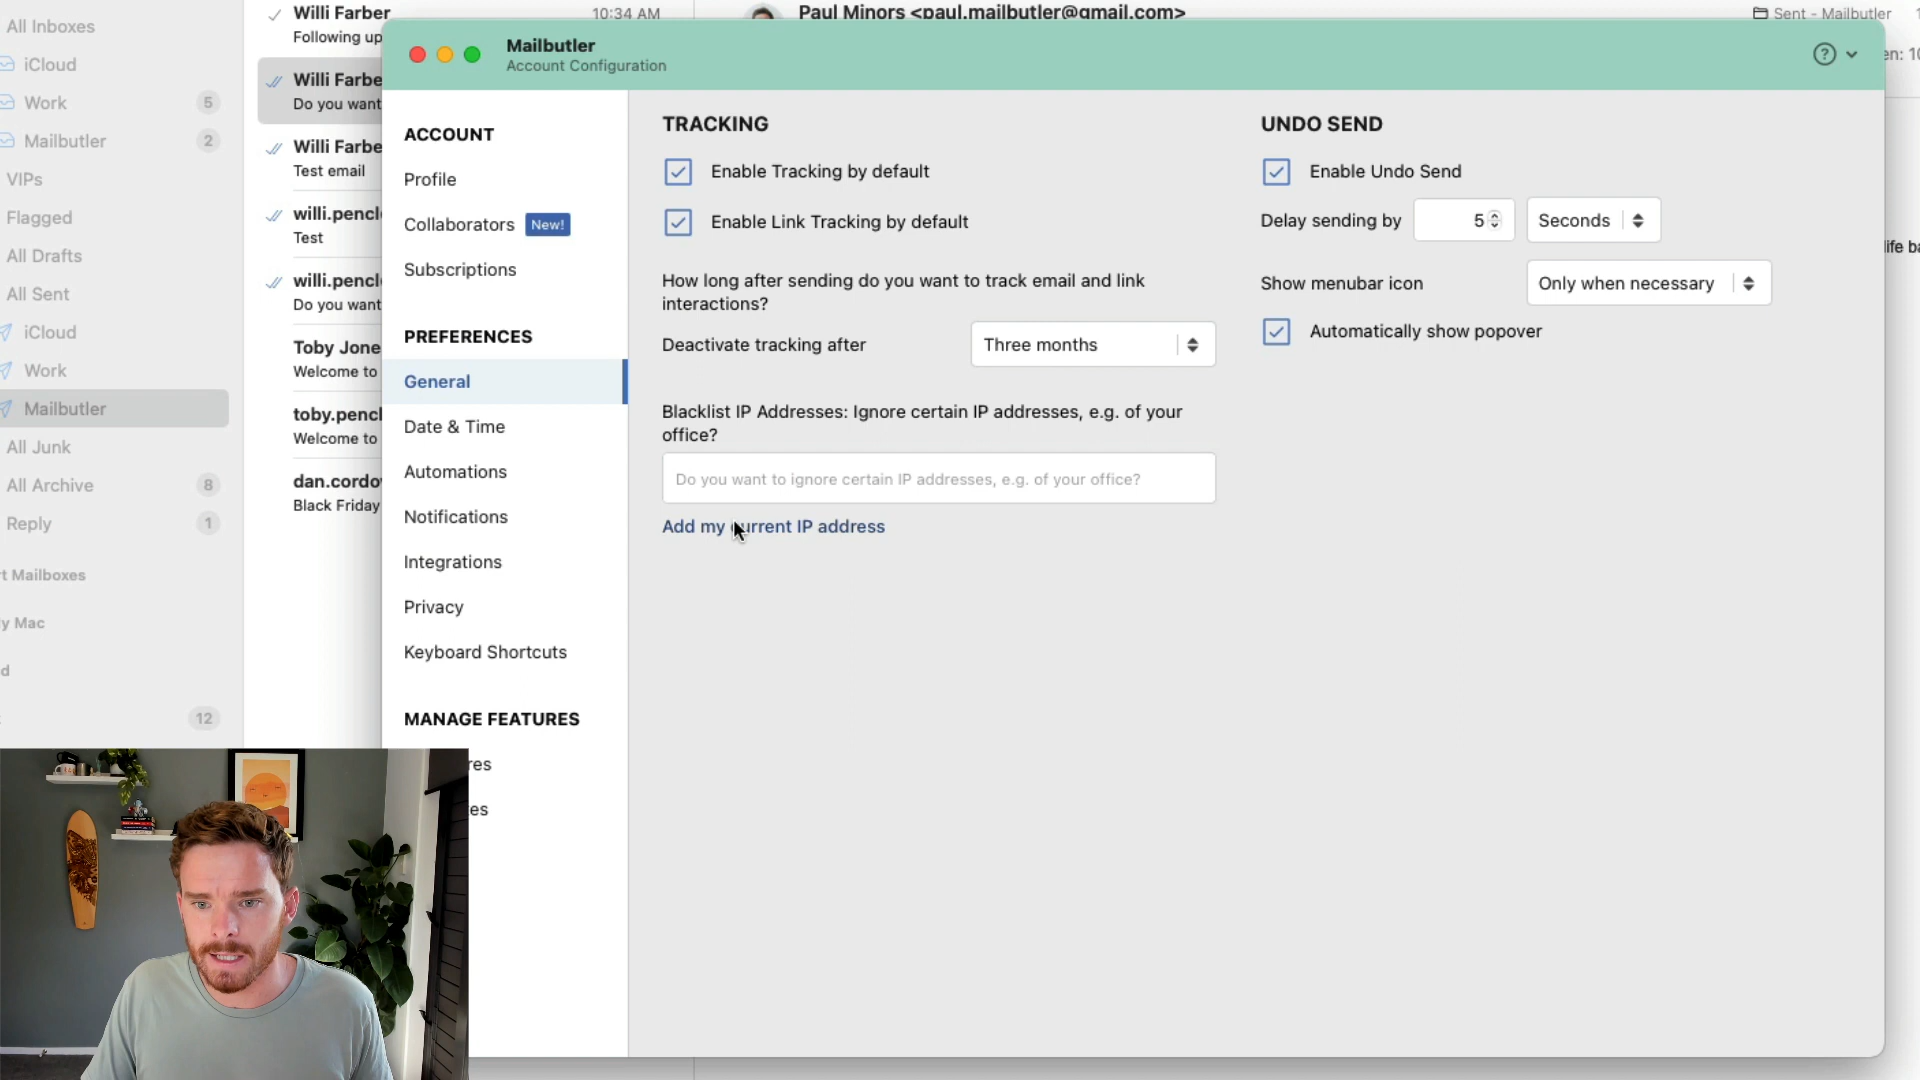 All Inboxes
iCloud
Work 5
Mailbutler 2
VIPs
Flagged
All Drafts
All Sent
iCloud
Work
Mailbutler
All Junk
All Archive 8
Reply 1
t Mailboxes
y Mac
d
12
Willi Farber 10:34 AM
Following up
Willi Farbe
Do you want
Willi Farbe
Test email
willi.pencl
Test
willi.pencl
Do you want
Toby Jone
Welcome to
toby.pencl
Welcome to
dan.cordo
Black Friday
Paul Minors <paul.mailbutler@gmail.com>
Sent - Mailbutler
en: 10
ife ba
Mailbutler
Account Configuration
ACCOUNT
Profile
Collaborators New!
Subscriptions
PREFERENCES
General
Date & Time
Automations
Notifications
Integrations
Privacy
Keyboard Shortcuts
MANAGE FEATURES
res
es
TRACKING
Enable Tracking by default
Enable Link Tracking by default
How long after sending do you want to track email and link
interactions?
Deactivate tracking after Three months
Blacklist IP Addresses: Ignore certain IP addresses, e.g. of your
office?
Do you want to ignore certain IP addresses, e.g. of your office?
Add my current IP address
UNDO SEND
Enable Undo Send
Delay sending by 5 Seconds
Show menubar icon Only when necessary
Automatically show popover